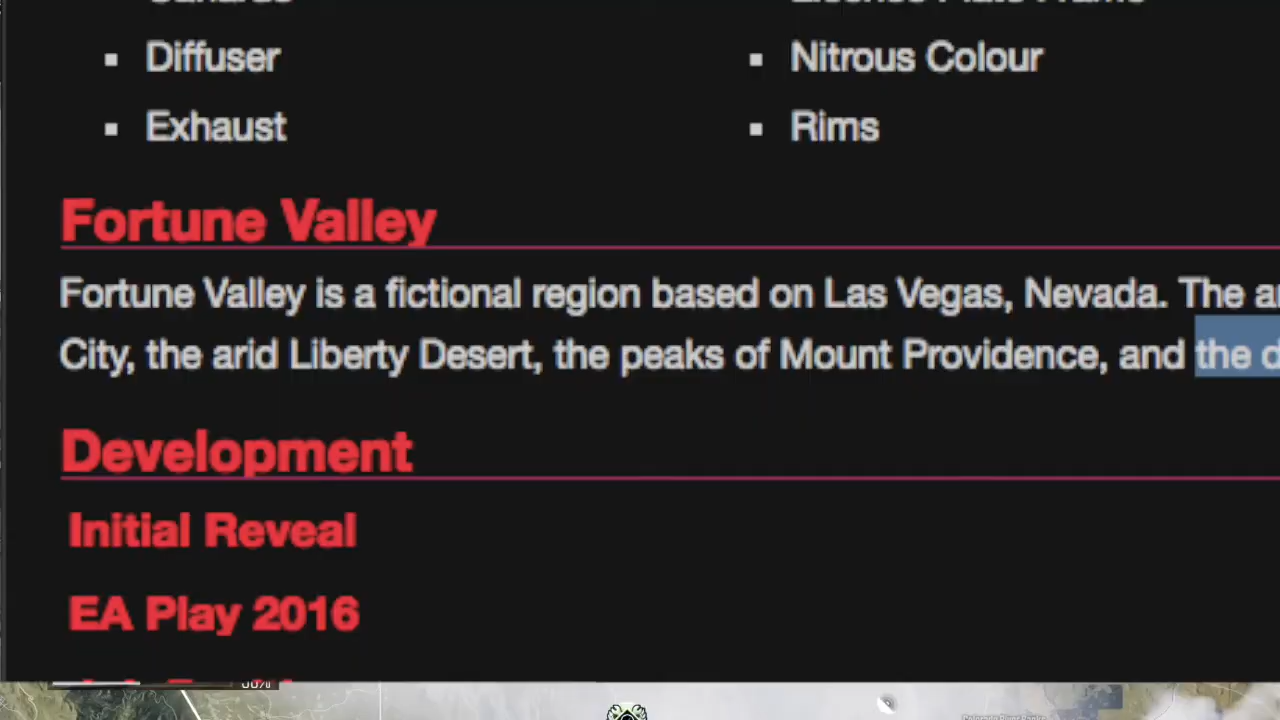 Diffuser
Nitrous Colour
Exhaust
Rims
Fortune Valley
Fortune Valley is a fictional region based on Las Vegas, Nevada. The
City, the arid Liberty Desert, the peaks of Mount Providence, and the
Development
Initial Reveal
EA Play 2016